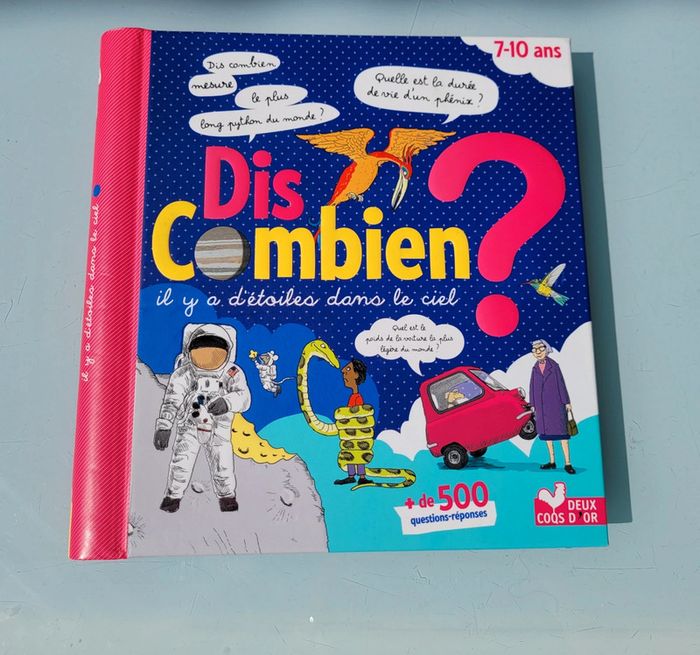 7-10 ans
Dis combien
mesure
le plus
long python du monde ?
Quelle est la durée
de vie d'un phénix ?
Dis
Combien ?
il y a d'étoiles dans le ciel
Quel est le
poids de la voiture la plus
légère du monde ?
+ de 500
questions-réponses
DEUX
COQS D'OR
il y a d'étoiles dans le ciel